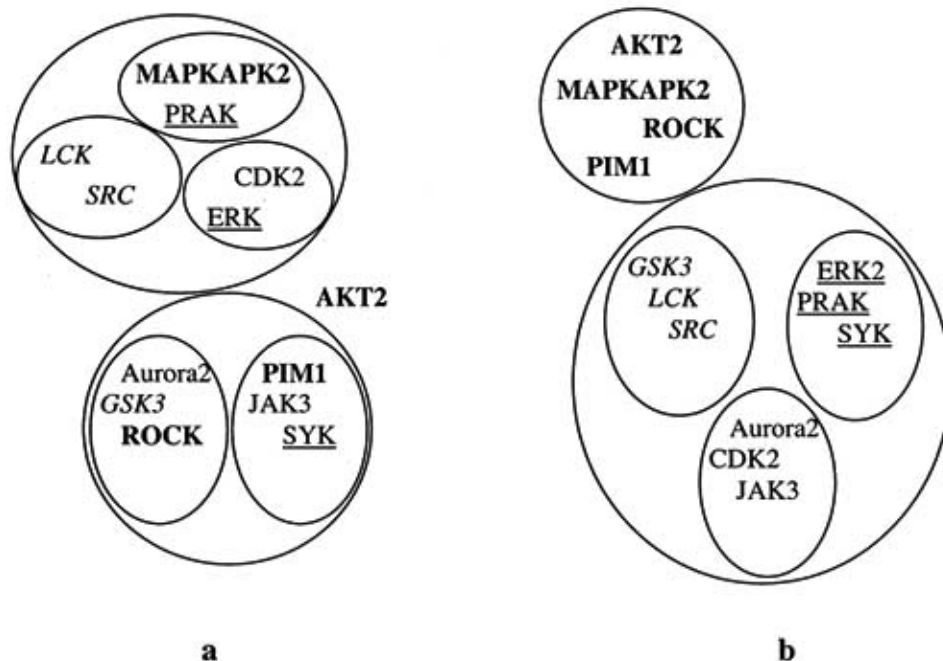 MAPKAPK2
PRAK
LCK
SRC
CDK2
ERK
AKT2
Aurora2
GSK3
ROCK
PIM1
JAK3
SYK
a
AKT2
MAPKAPK2
ROCK
PIM1
GSK3
LCK
SRC
ERK2
PRAK
SYK
Aurora2
CDK2
JAK3
b